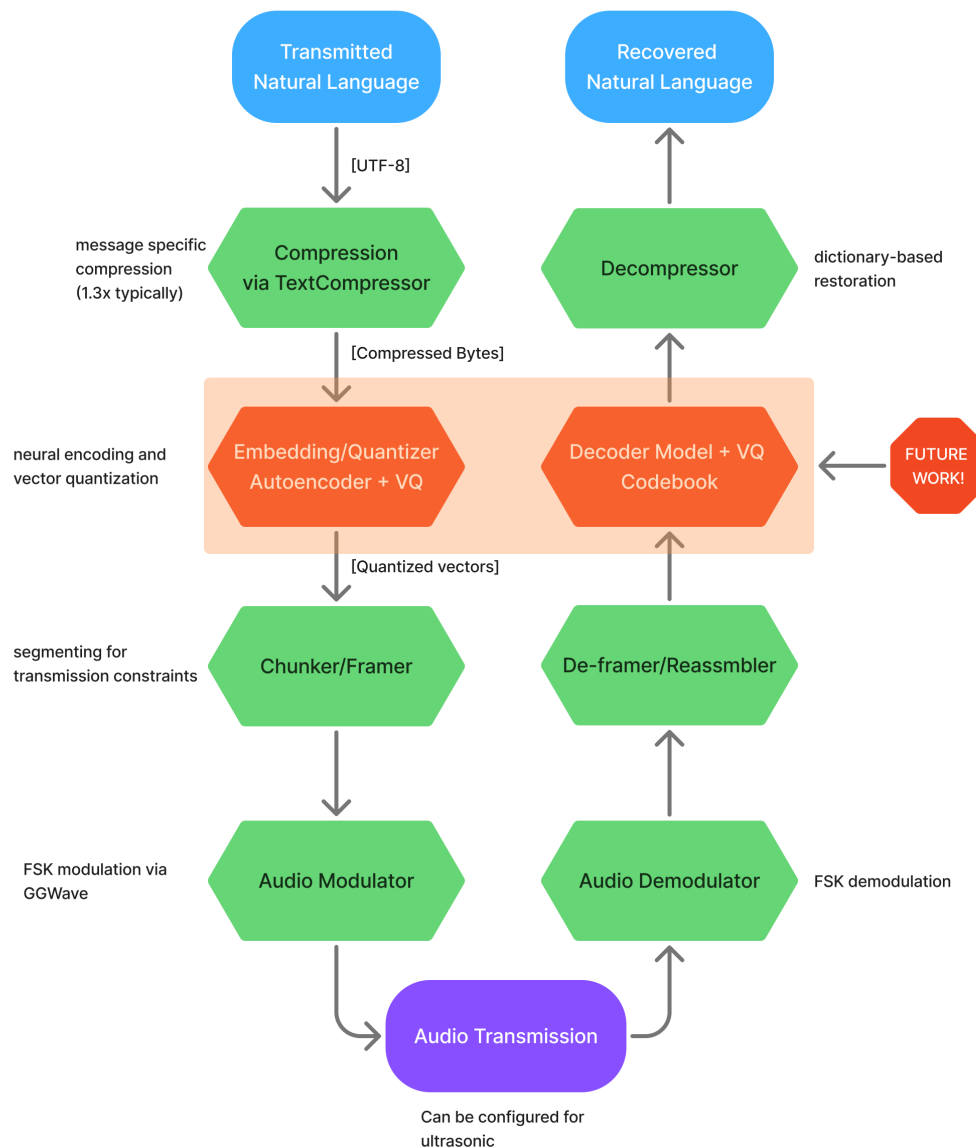 Transmitted
Natural Language
Recovered
Natural Language
[UTF-8]
message specific
compression
(1.3x typically)
Compression
via TextCompressor
Decompressor
dictionary-based
restoration
[Compressed Bytes]
neural encoding and
vector quantization
Embedding/Quantizer
Autoencoder + VQ
Decoder Model + VQ
Codebook
FUTURE
WORK!
[Quantized vectors]
segmenting for
transmission constraints
Chunker/Framer
De-framer/Reassmbler
FSK modulation via
GGWave
Audio Modulator
Audio Demodulator
FSK demodulation
Audio Transmission
Can be configured for
ultrasonic